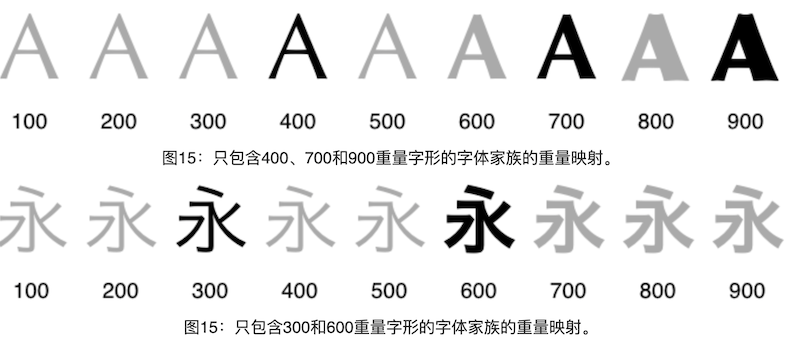 A A A A A A A A A
100 200 300 400 500 600 700 800 900
图15：只包含400、700和900重量字形的字体家族的重量映射。
永 永 永 永 永 永 永 永 永
100 200 300 400 500 600 700 800 900
图15：只包含300和600重量字形的字体家族的重量映射。